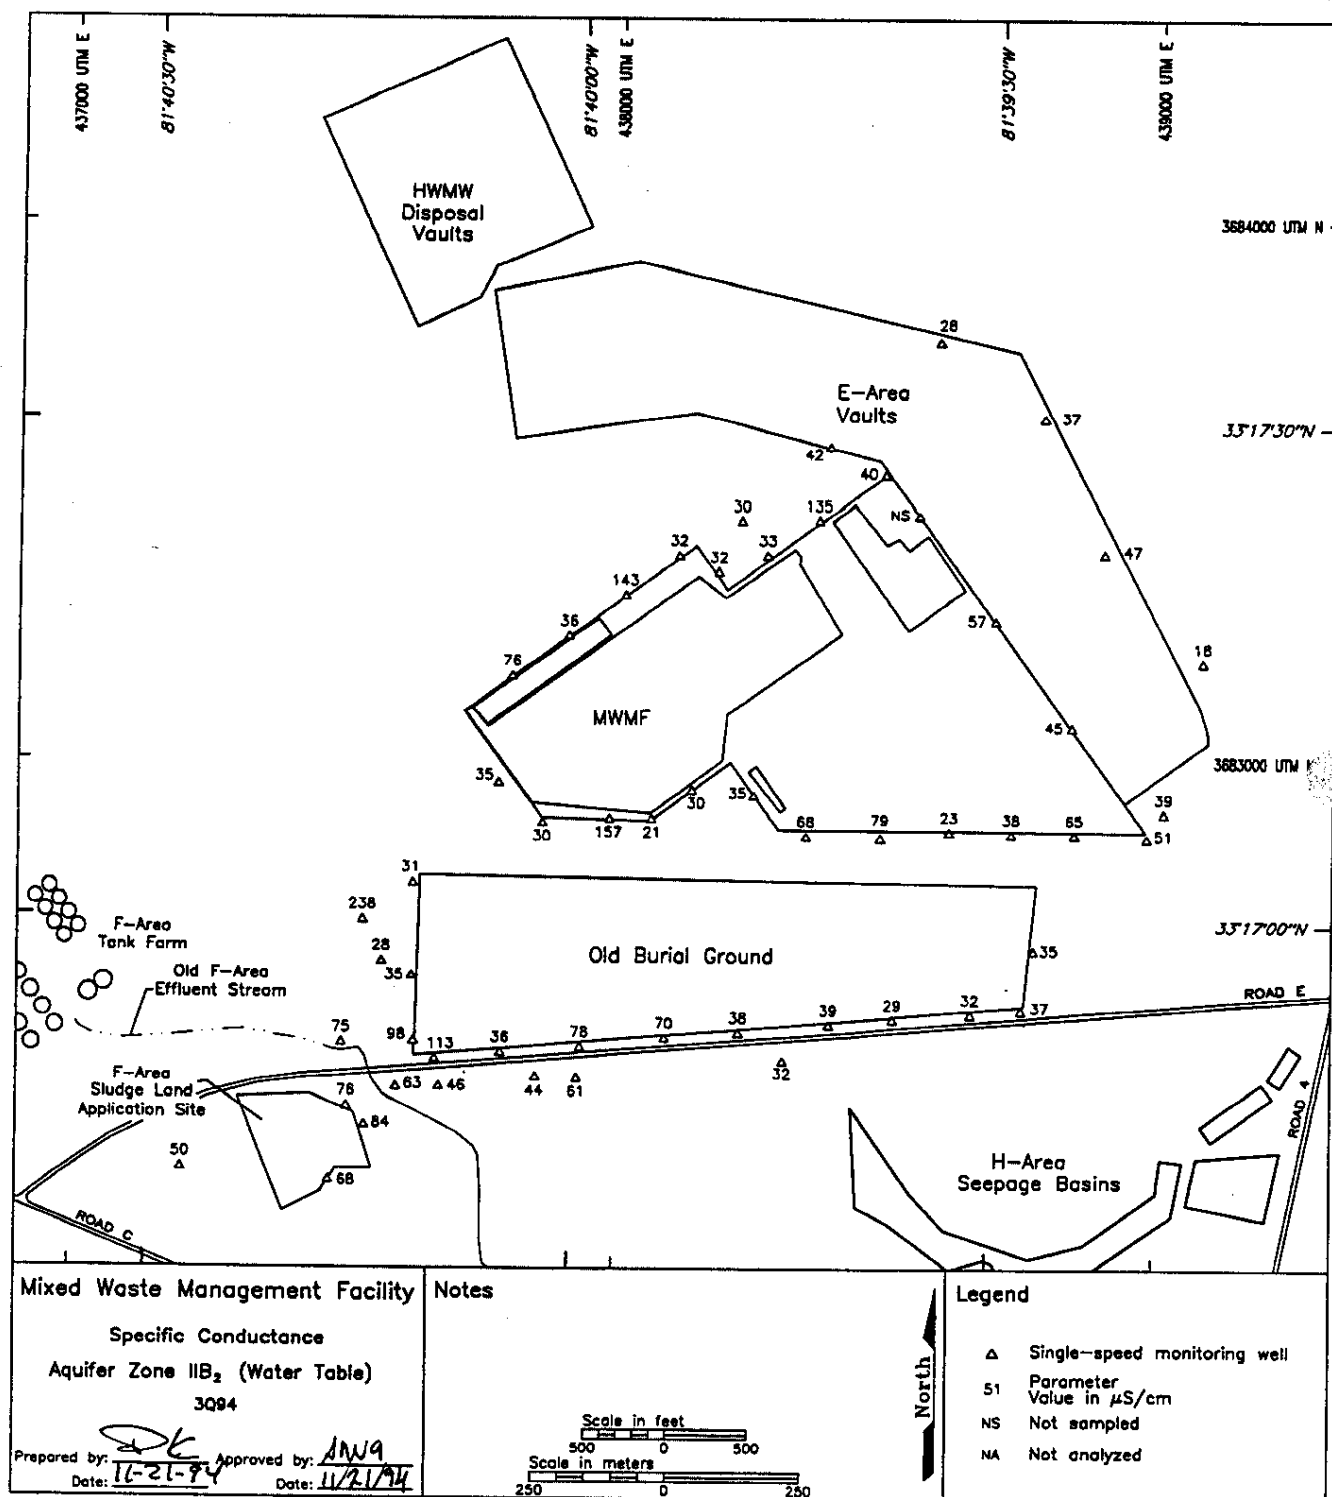 437000 UTM E
81°40'30"W
81°40'00"W
438000 UTM E
81°39'30"W
439000 UTM E
HWMW
Disposal
Vaults
3684000 UTM N
28
E-Area
Vaults
37
33°17'30"N
42
40
30
135
NS
32
32
33
47
143
36
57
76
18
MWMF
45
35
3683000 UTM
30
35
39
30
157
21
68
79
23
38
65
51
31
238
F-Area
Tank Farm
33°17'00"N
28
Old Burial Ground
35
35
Old F-Area
Effluent Stream
ROAD E
75
98
113
36
78
70
38
39
29
32
37
F-Area
Sludge Land
Application Site
76
63
46
44
61
32
84
ROAD 4
50
68
H-Area
Seepage Basins
ROAD C
Mixed Waste Management Facility
Specific Conductance
Aquifer Zone IIB₂ (Water Table)
3Q94
Prepared by:
Approved by:
Date: 11-21-94
Date: 11/21/94
Notes
Scale in feet
500 0 500
Scale in meters
250 0 250
North
Legend
Single-speed monitoring well
51 Parameter
Value in μS/cm
NS Not sampled
NA Not analyzed